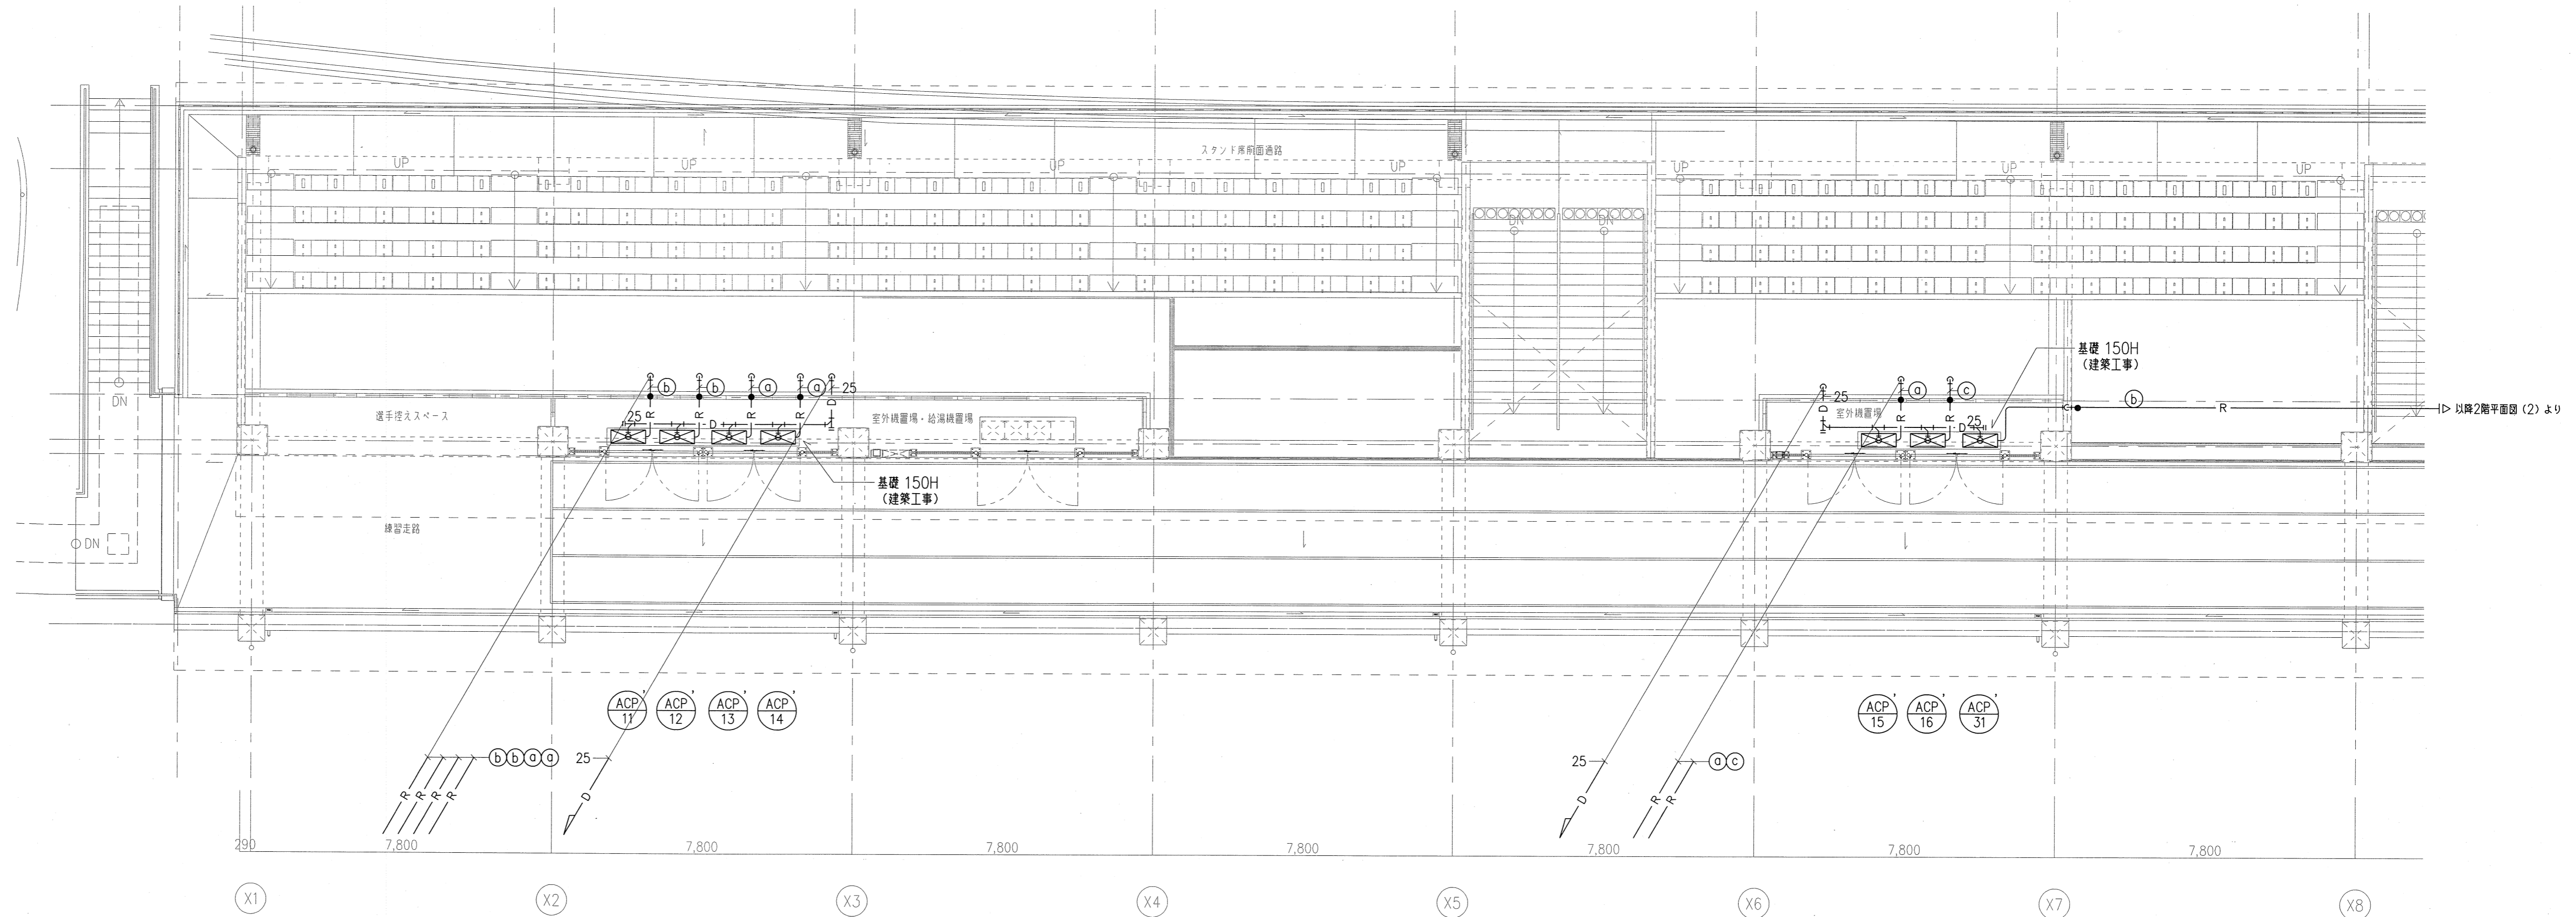 スタンド席前面通路
UP
UP
UP
UP
UP
UP
UP
DN
DN
DN
基礎 150H
(建築工事)
ⓑ
ⓑ
ⓐ
ⓐ
25
ⓐ
ⓒ
25
ⓑ
R
以降2階平面図 (2) より
選手控えスペース
25
R
R
R
R
D
D
室外機置場・給湯機置場
室外機置場
D
R
R
D
25
基礎 150H
(建築工事)
練習走路
DN
ACP
11
'
ACP
12
'
ACP
13
'
ACP
14
'
ACP
15
'
ACP
16
'
ACP
31
'
ⓑⓑⓐⓐ
25
25
ⓐⓒ
R
R
R
R
D
D
R
R
290
7,800
7,800
7,800
7,800
7,800
7,800
7,800
X1
X2
X3
X4
X5
X6
X7
X8